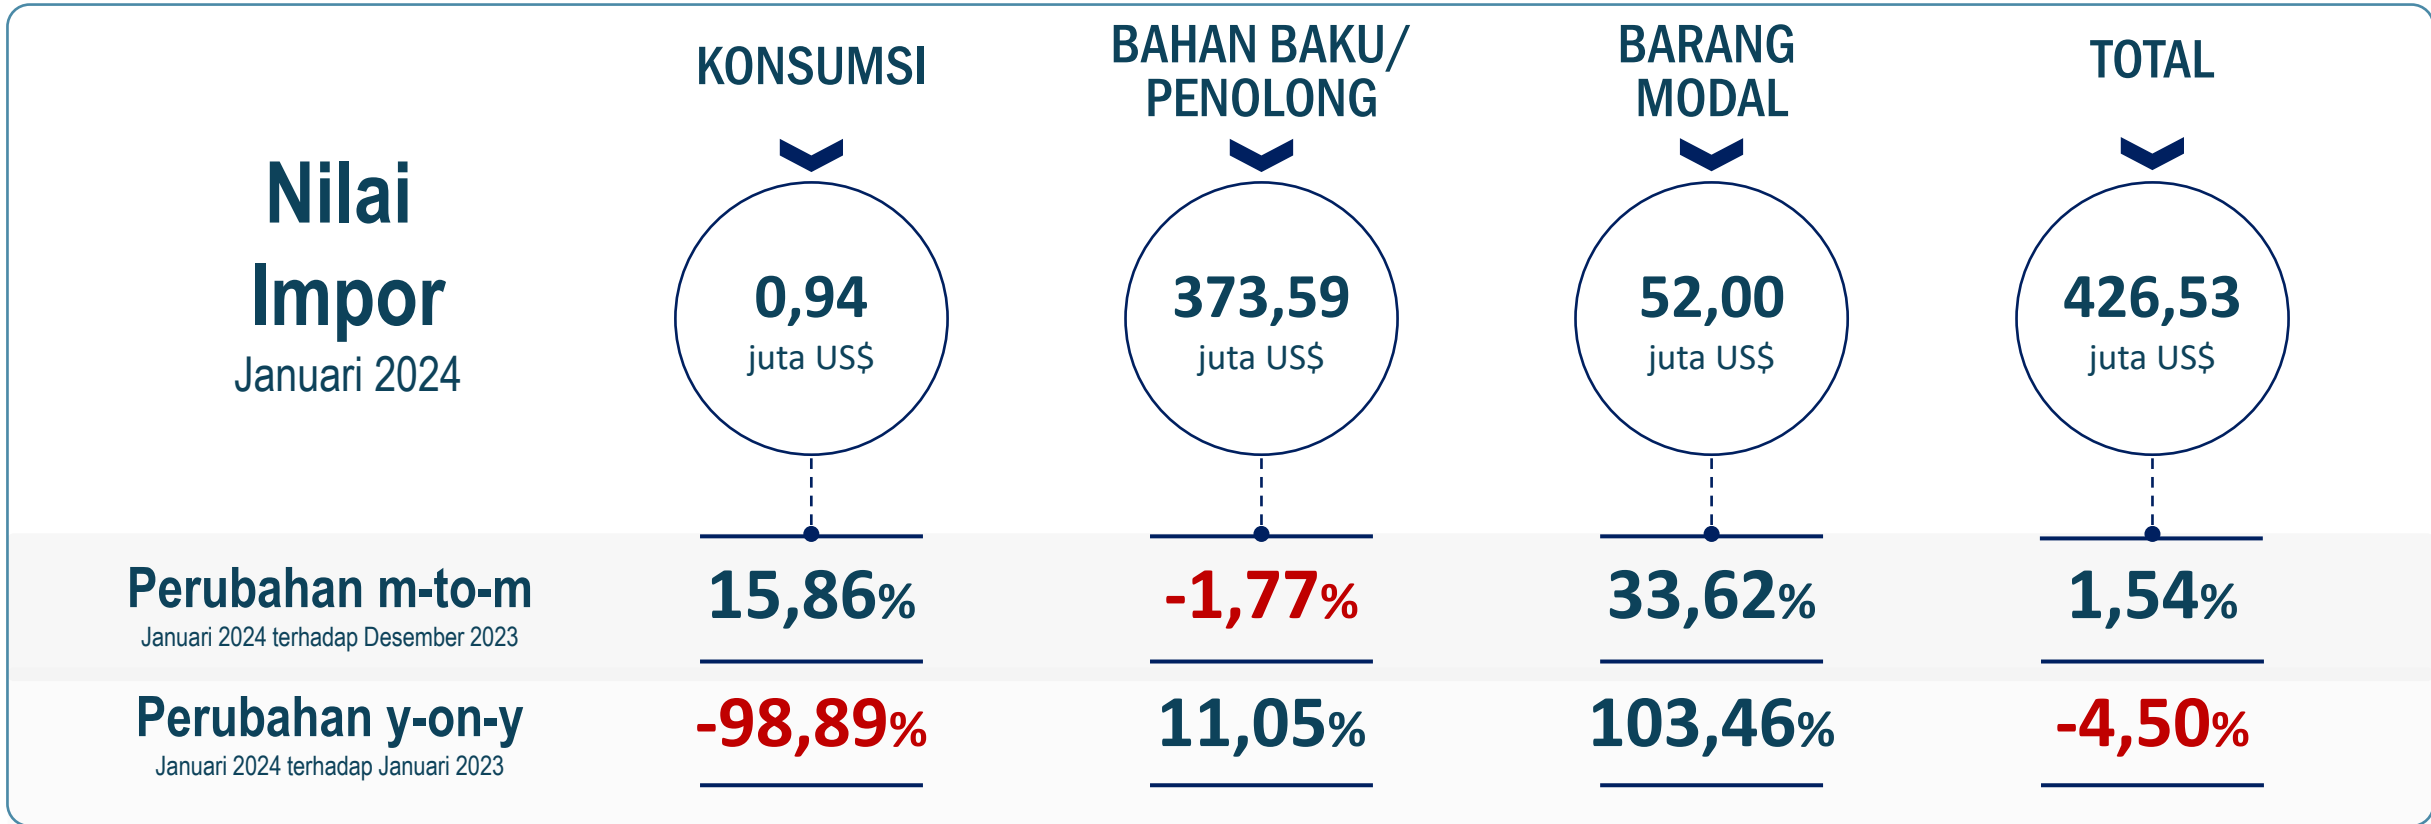 KONSUMSI
BAHAN BAKU/
PENOLONG
BARANG
MODAL
TOTAL
Nilai
Impor
Januari 2024
0,94
juta US$
373,59
juta US$
52,00
juta US$
426,53
juta US$
Perubahan m-to-m
Januari 2024 terhadap Desember 2023
15,86%
-1,77%
33,62%
1,54%
Perubahan y-on-y
Januari 2024 terhadap Januari 2023
-98,89%
11,05%
103,46%
-4,50%